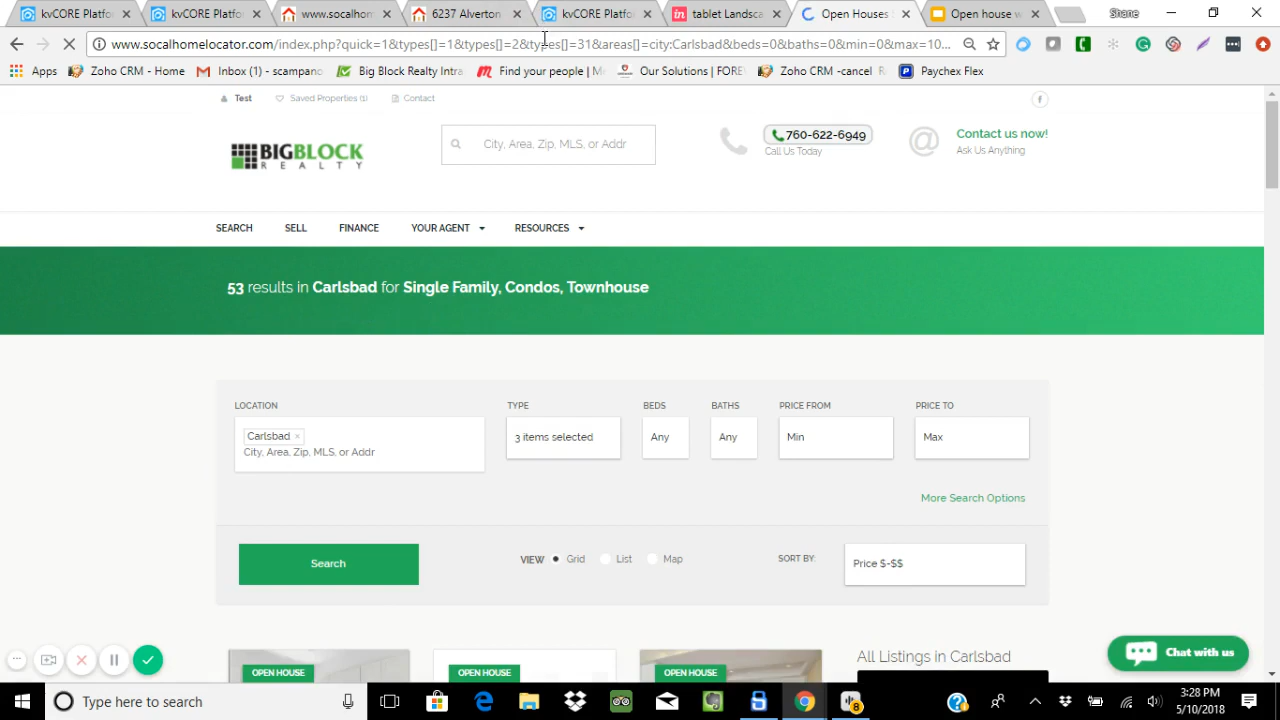 kvCORE Platfo
kvCORE Platfo
www.socalhom
6237 Alverton
kvCORE Platfo
tablet Landsca
Open Houses
Open house w
Shane
www.socalhomelocator.com/index.php?quick=1&types[]=1&types[]=2&types[]=31&areas[]=city:Carlsbad&beds=0&baths=0&min=0&max=10...
Apps
Zoho CRM - Home
Inbox (1) - scampano
Big Block Realty Intra
Find your people | Me
Our Solutions | FORE
Zoho CRM -cancel
Paychex Flex
Test
Saved Properties (1)
Contact
BIGBLOCK
REALTY
City, Area, Zip, MLS, or Addr
760-622-6949
Call Us Today
Contact us now!
Ask Us Anything
SEARCH
SELL
FINANCE
YOUR AGENT
RESOURCES
53 results in Carlsbad for Single Family, Condos, Townhouse
LOCATION
TYPE
BEDS
BATHS
PRICE FROM
PRICE TO
Carlsbad ×
City, Area, Zip, MLS, or Addr
3 items selected
Any
Any
Min
Max
More Search Options
Search
VIEW
Grid
List
Map
SORT BY:
Price $-$$
OPEN HOUSE
OPEN HOUSE
OPEN HOUSE
All Listings in Carlsbad
Chat with us
Type here to search
8
3:28 PM
5/10/2018